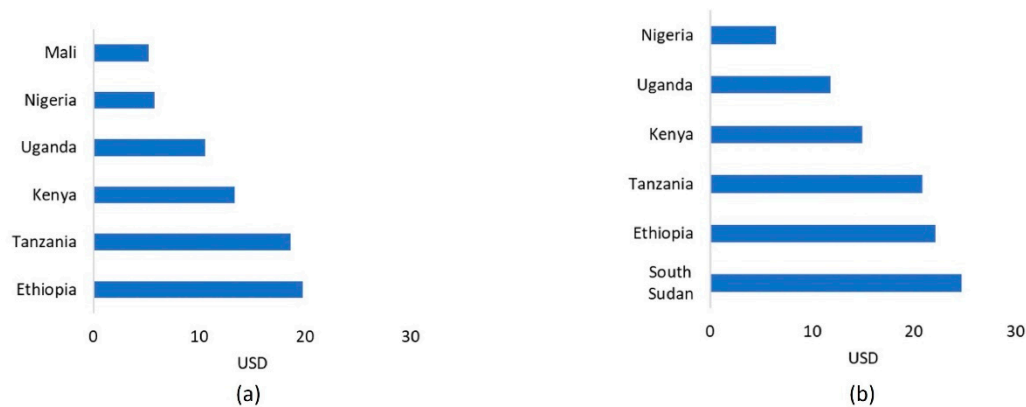 Mali
Nigeria
Uganda
Kenya
Tanzania
Ethiopia
0 10 20 30
USD
(a)
Nigeria
Uganda
Kenya
Tanzania
Ethiopia
South
Sudan
0 10 20 30
USD
(b)